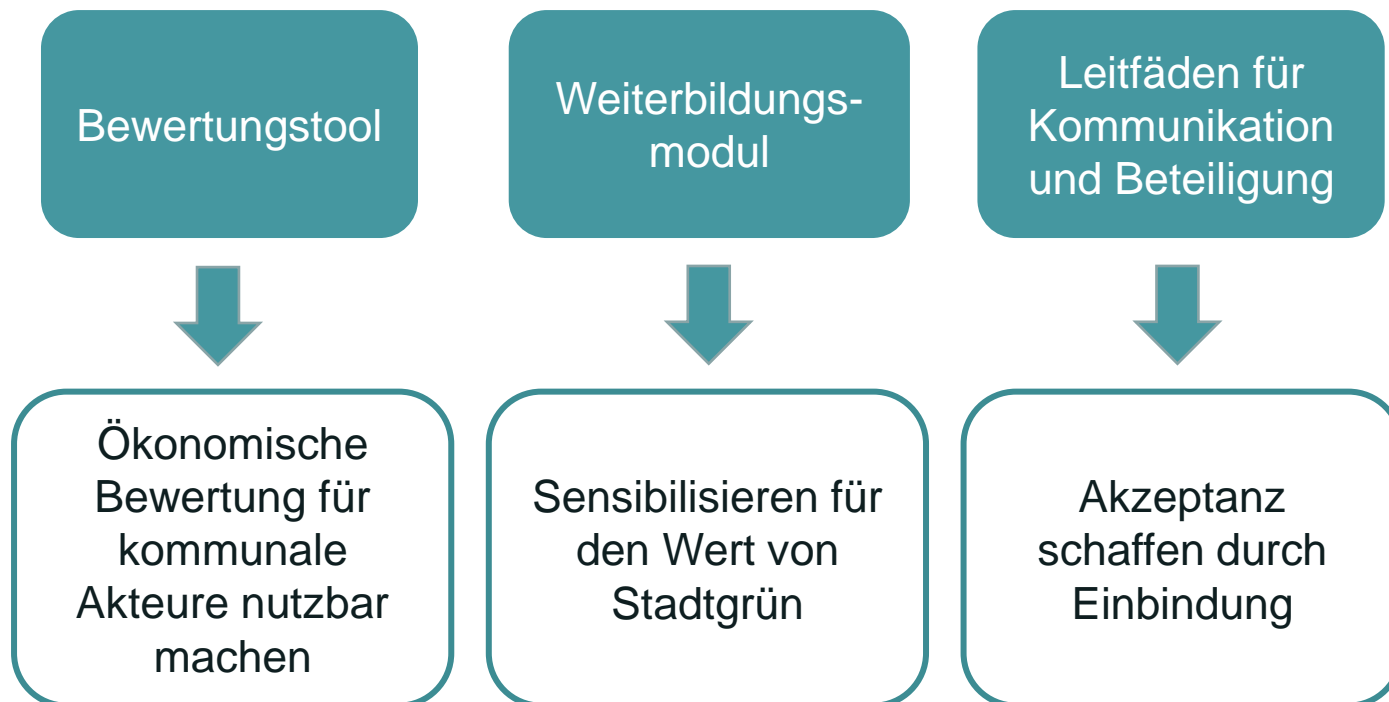 Bewertungstool
Weiterbildungs-
modul
Leitfäden für
Kommunikation
und Beteiligung
Ökonomische
Bewertung für
kommunale
Akteure nutzbar
machen
Sensibilisieren für
den Wert von
Stadtgrün
Akzeptanz
schaffen durch
Einbindung